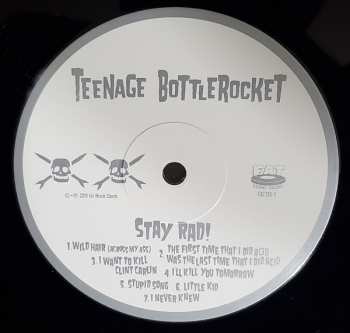 TEENAGE BOTTLEROCKET
FAT
STAY RAD!
1 WILD HAIR (ACROSS MY ASS) 2 THE FIRST TIME THAT I DID ACID
WAS THE LAST TIME THAT I DID ACID
3 I WANT TO KILL
CLINT CARLIN 4 I'LL KILL YOU TOMORROW
5 STUPID SONG 6 LITTLE KID
7 I NEVER KNEW